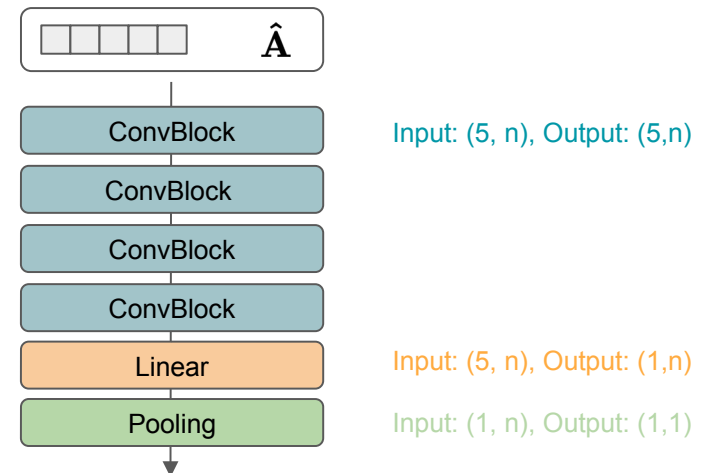 Â
ConvBlock
Input: (5, n), Output: (5,n)
ConvBlock
ConvBlock
ConvBlock
Linear
Input: (5, n), Output: (1,n)
Pooling
Input: (1, n), Output: (1,1)